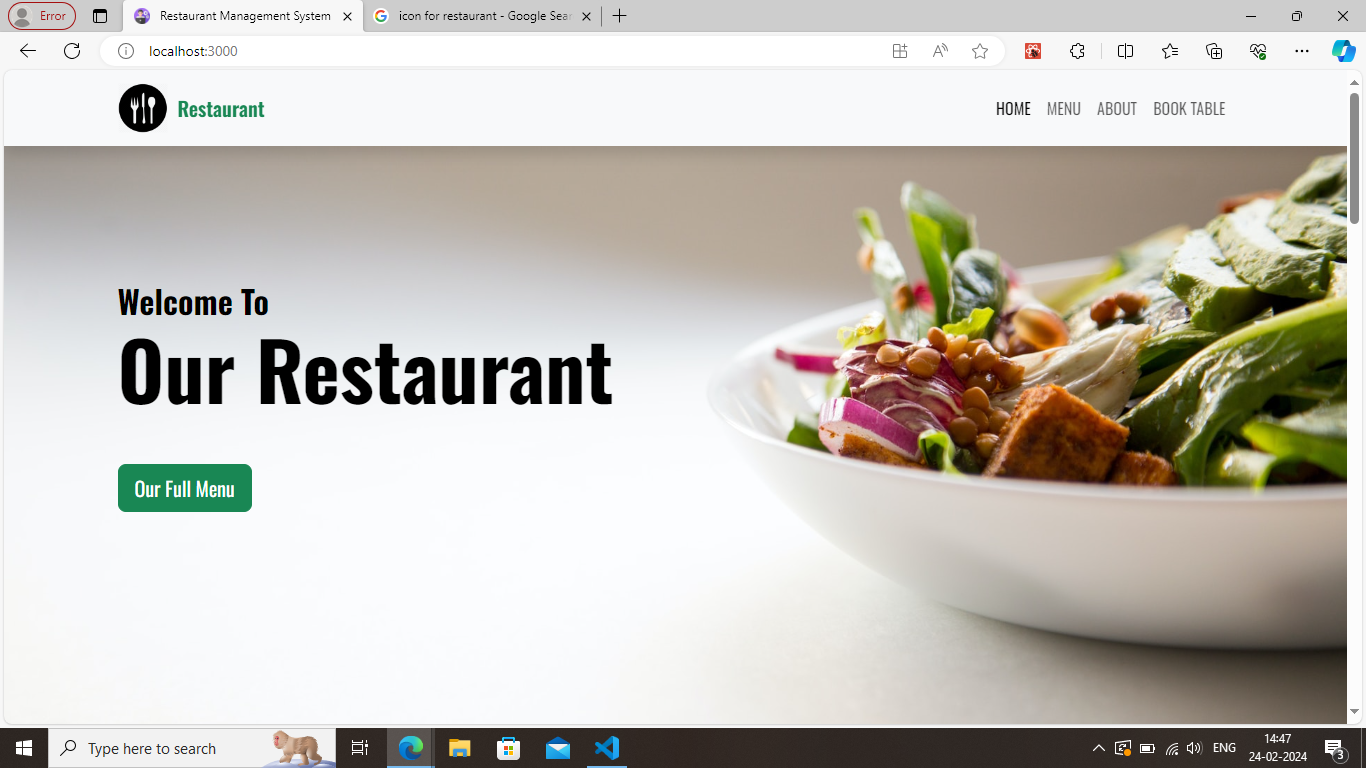 Error
Restaurant Management System
icon for restaurant - Google Sear
localhost:3000
Restaurant
HOME MENU ABOUT BOOK TABLE
Welcome To
Our Restaurant
Our Full Menu
Type here to search
ENG
14:47
24-02-2024
3